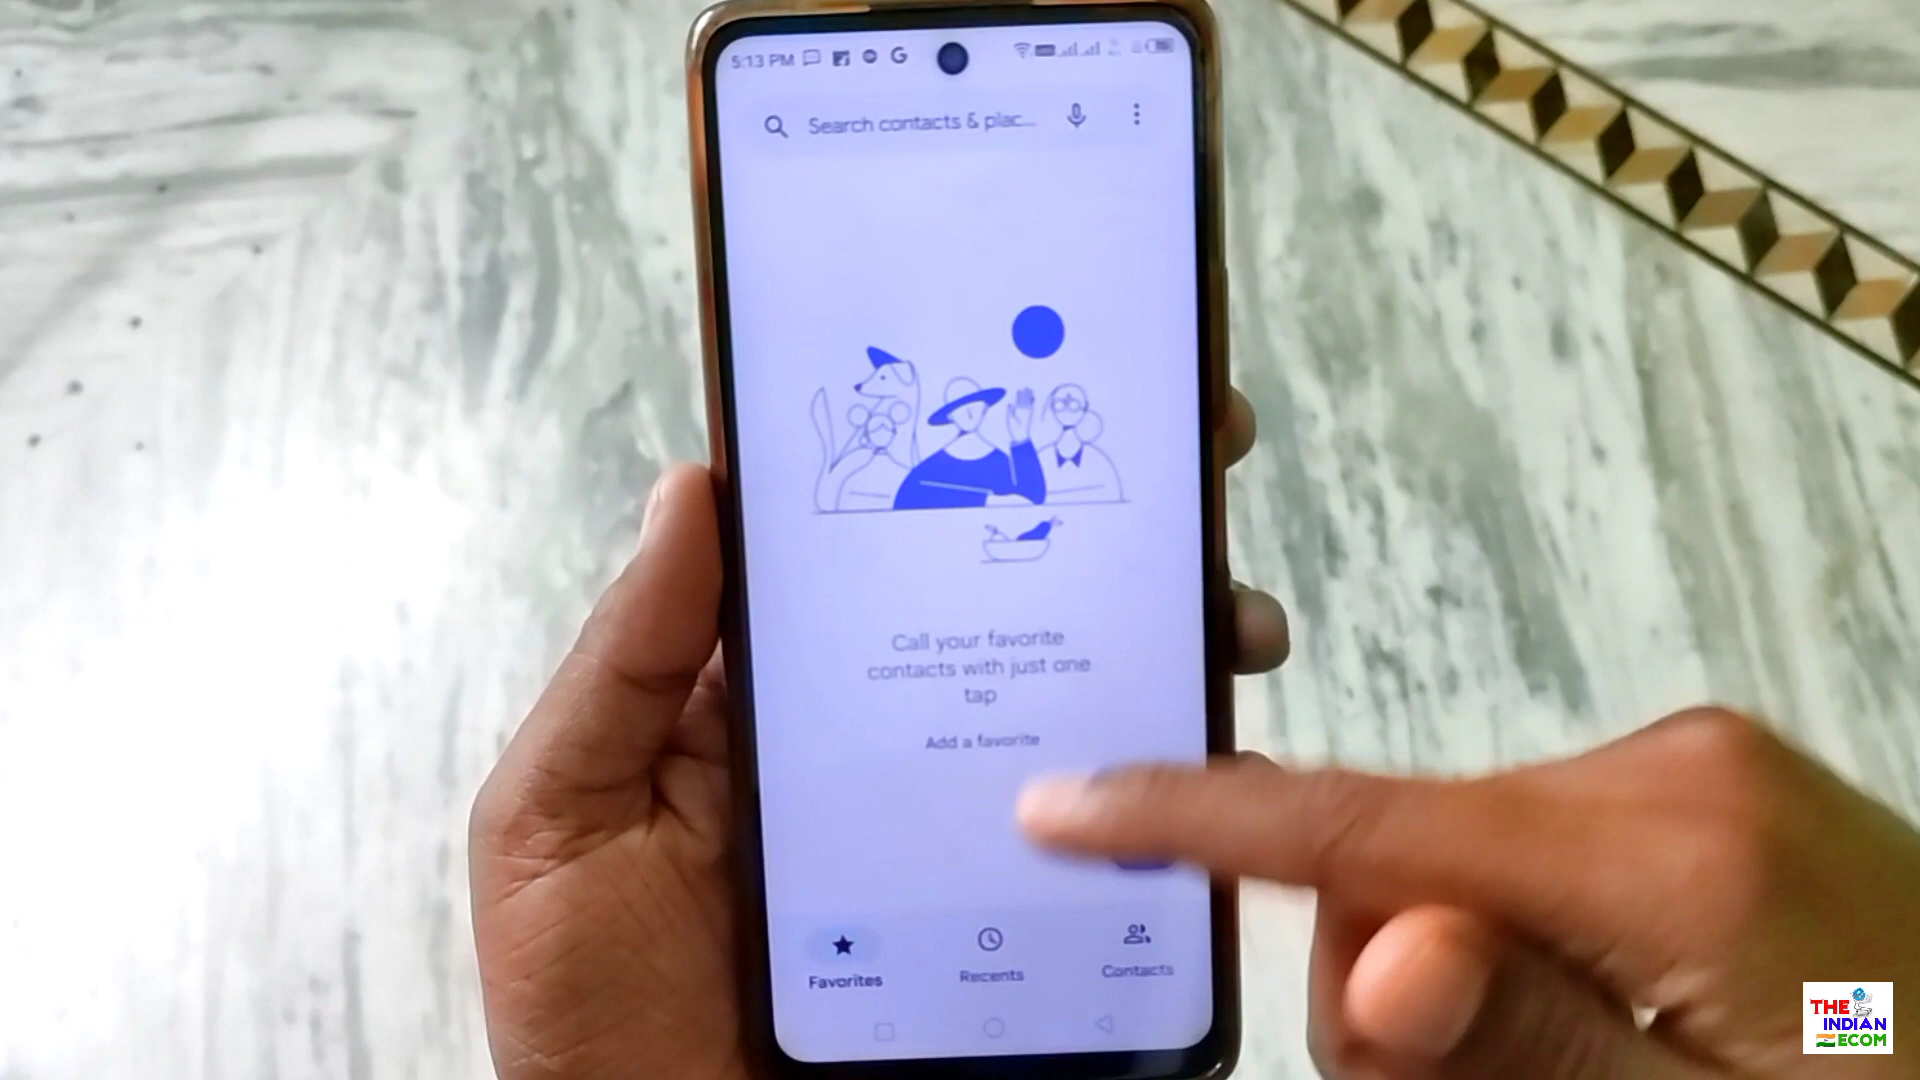 5:13 PM
Search contacts & plac...
Call your favorite
contacts with just one
tap
Add a favorite
Favorites
Recents
Contacts
THE
INDIAN
ECOM